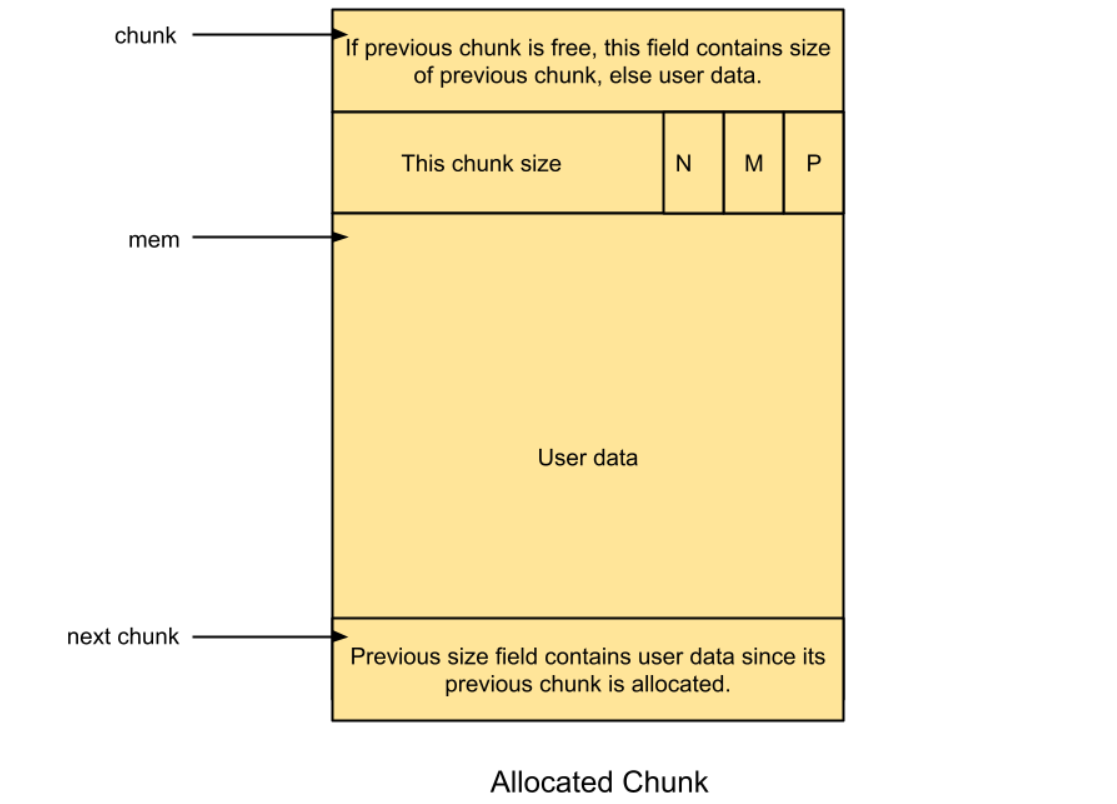 chunk
If previous chunk is free, this field contains size
of previous chunk, else user data.
This chunk size
N
M
P
mem
User data
next chunk
Previous size field contains user data since its
previous chunk is allocated.
Allocated Chunk